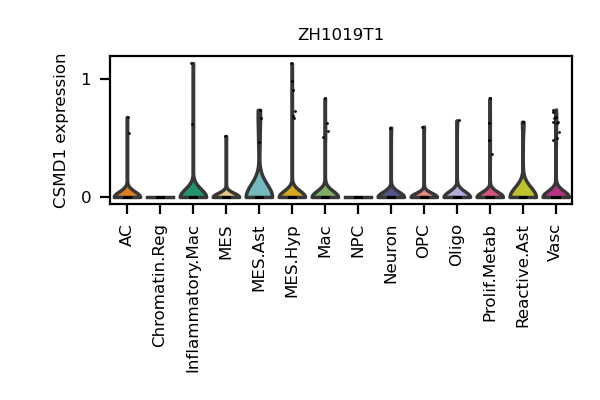 ZH1019T1
CSMD1 expression
1
0
AC
Chromatin.Reg
Inflammatory.Mac
MES
MES.Ast
MES.Hyp
Mac
NPC
Neuron
OPC
Oligo
Prolif.Metab
Reactive.Ast
Vasc